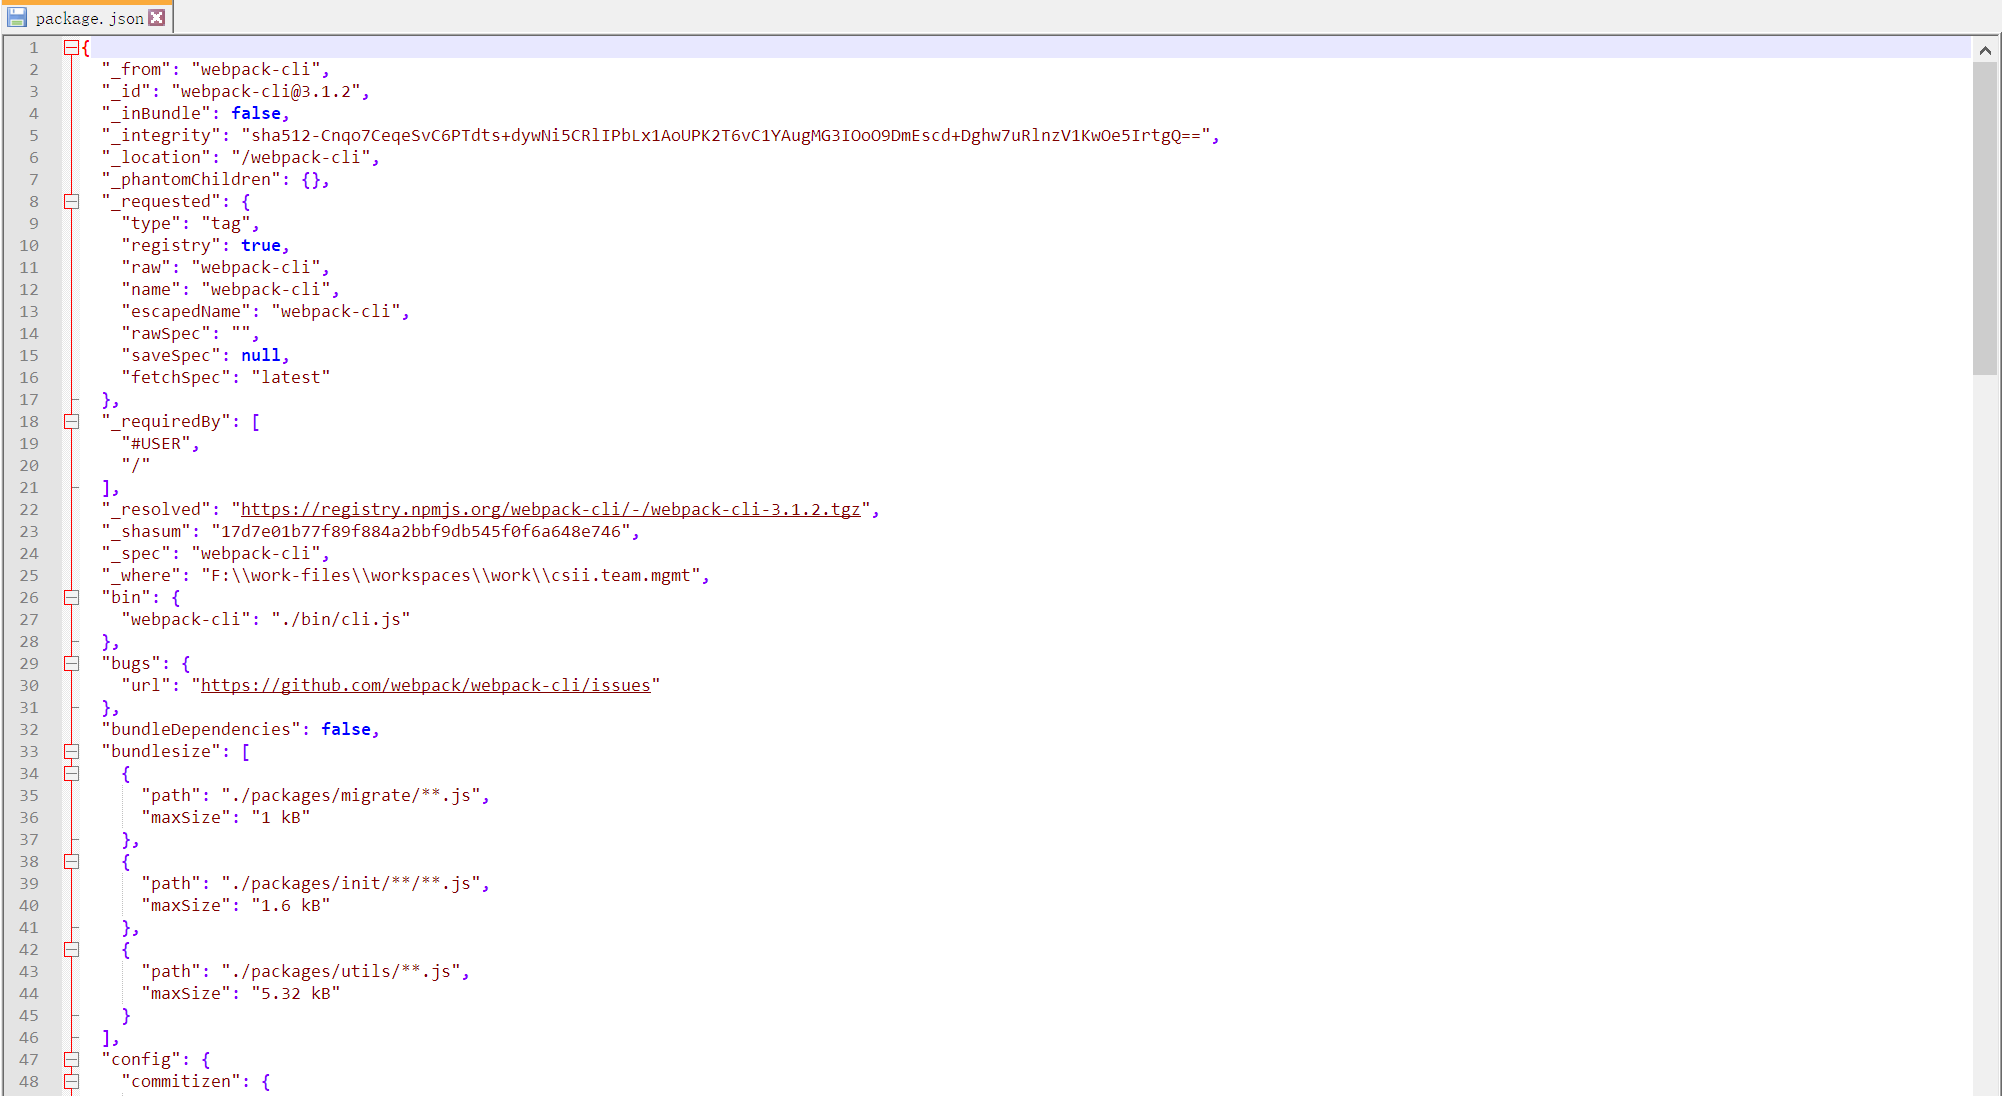 package.json
1 {
2 "_from": "webpack-cli",
3 "_id": "webpack-cli@3.1.2",
4 "_inBundle": false,
5 "_integrity": "sha512-Cnqo7CeqeSvC6PTdts+dywNi5CRlIPbLx1AoUPK2T6vC1YAugMG3IOoO9DmEscd+Dghw7uRlnzV1KwOe5IrtgQ==",
6 "_location": "/webpack-cli",
7 "_phantomChildren": {},
8 "_requested": {
9 "type": "tag",
10 "registry": true,
11 "raw": "webpack-cli",
12 "name": "webpack-cli",
13 "escapedName": "webpack-cli",
14 "rawSpec": "",
15 "saveSpec": null,
16 "fetchSpec": "latest"
17 },
18 "_requiredBy": [
19 "#USER",
20 "/"
21 ],
22 "_resolved": "https://registry.npmjs.org/webpack-cli/-/webpack-cli-3.1.2.tgz",
23 "_shasum": "17d7e01b77f89f884a2bbf9db545f0f6a648e746",
24 "_spec": "webpack-cli",
25 "_where": "F:\\work-files\\workspaces\\work\\csii.team.mgmt",
26 "bin": {
27 "webpack-cli": "./bin/cli.js"
28 },
29 "bugs": {
30 "url": "https://github.com/webpack/webpack-cli/issues"
31 },
32 "bundleDependencies": false,
33 "bundlesize": [
34 {
35 "path": "./packages/migrate/**.js",
36 "maxSize": "1 kB"
37 },
38 {
39 "path": "./packages/init/**/**.js",
40 "maxSize": "1.6 kB"
41 },
42 {
43 "path": "./packages/utils/**.js",
44 "maxSize": "5.32 kB"
45 }
46 ],
47 "config": {
48 "commitizen": {